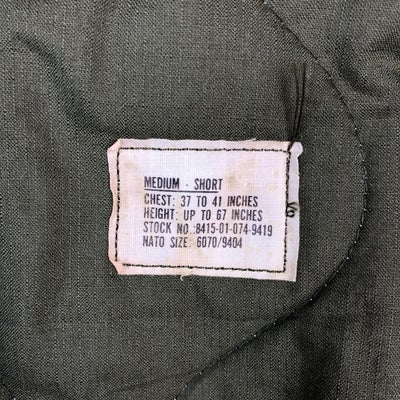 MEDIUM - SHORT
CHEST: 37 TO 41 INCHES
HEIGHT: UP TO 67 INCHES
STOCK NO.:8415-01-074-9419
NATO SIZE: 6070/9404